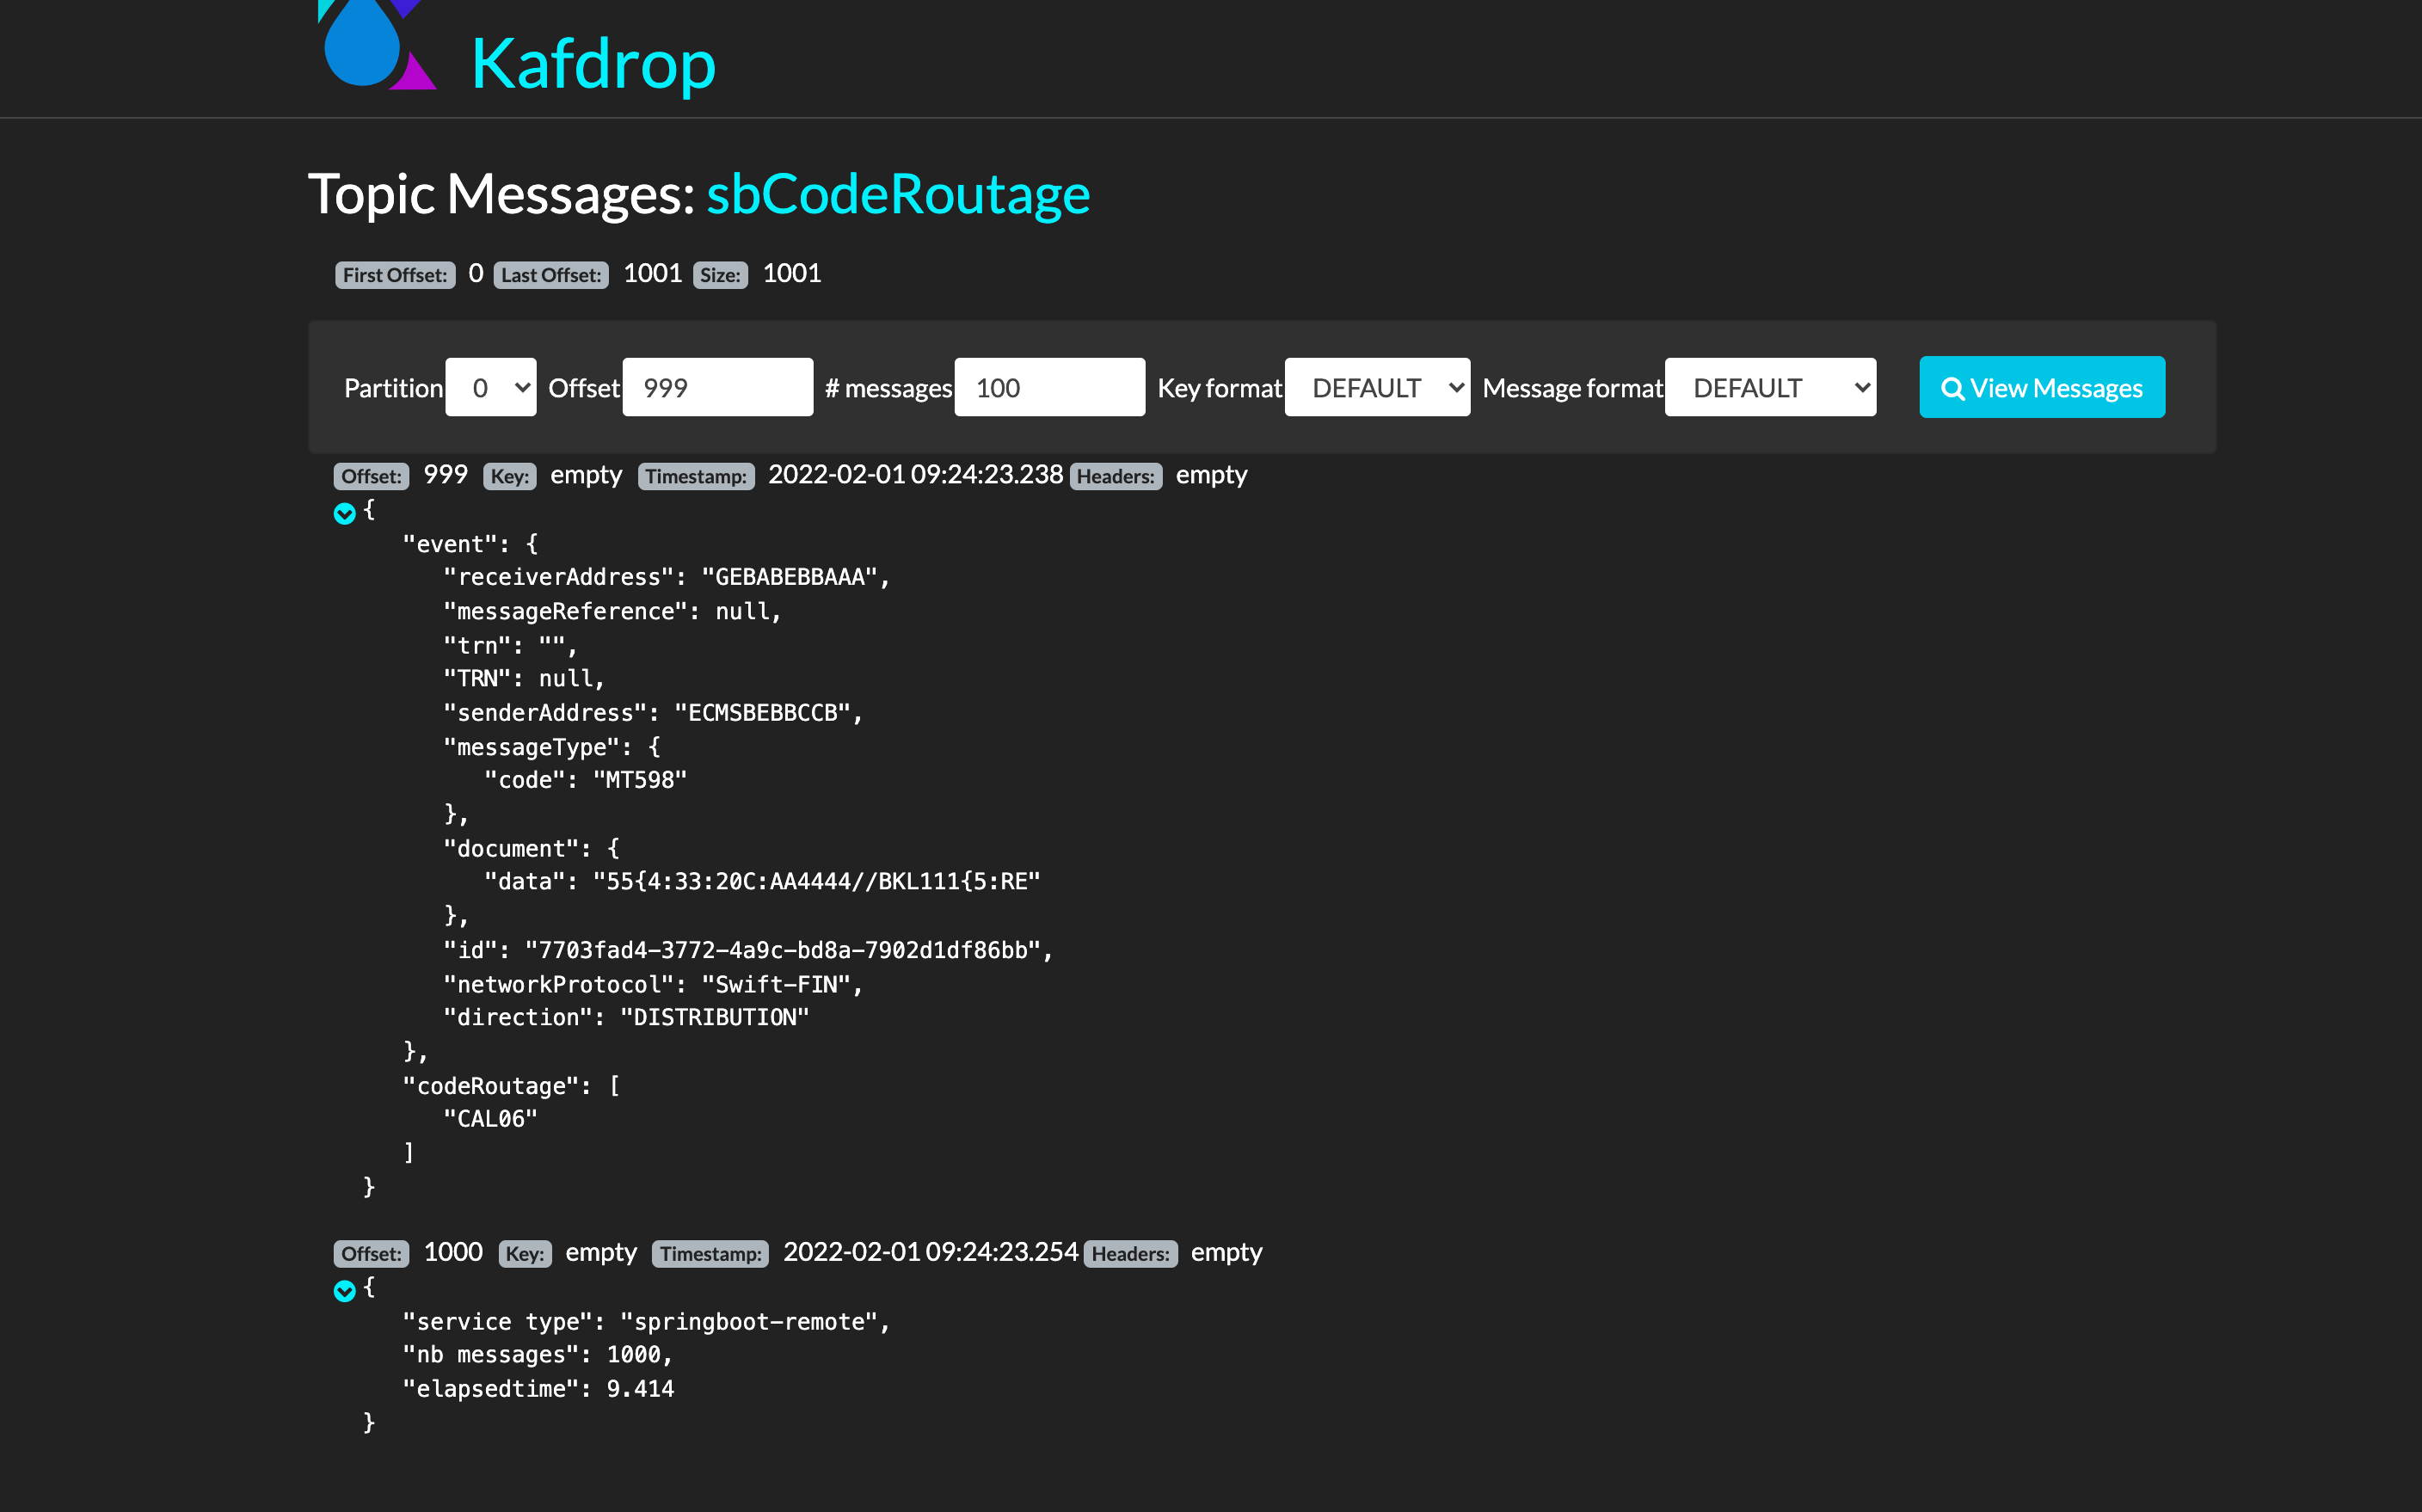 Kafdrop
Topic Messages: sbCodeRoutage
First Offset: 0 Last Offset: 1001 Size: 1001
Partition 0 Offset 999 # messages 100 Key format DEFAULT Message format DEFAULT View Messages
Offset: 999 Key: empty Timestamp: 2022-02-01 09:24:23.238 Headers: empty
{
"event": {
"receiverAddress": "GEBABEBBAAA",
"messageReference": null,
"trn": "",
"TRN": null,
"senderAddress": "ECMSBEBBCCB",
"messageType": {
"code": "MT598"
},
"document": {
"data": "55{4:33:20C:AA4444//BKL111{5:RE"
},
"id": "7703fad4-3772-4a9c-bd8a-7902d1df86bb",
"networkProtocol": "Swift-FIN",
"direction": "DISTRIBUTION"
},
"codeRoutage": [
"CAL06"
]
}
Offset: 1000 Key: empty Timestamp: 2022-02-01 09:24:23.254 Headers: empty
{
"service type": "springboot-remote",
"nb messages": 1000,
"elapsedtime": 9.414
}